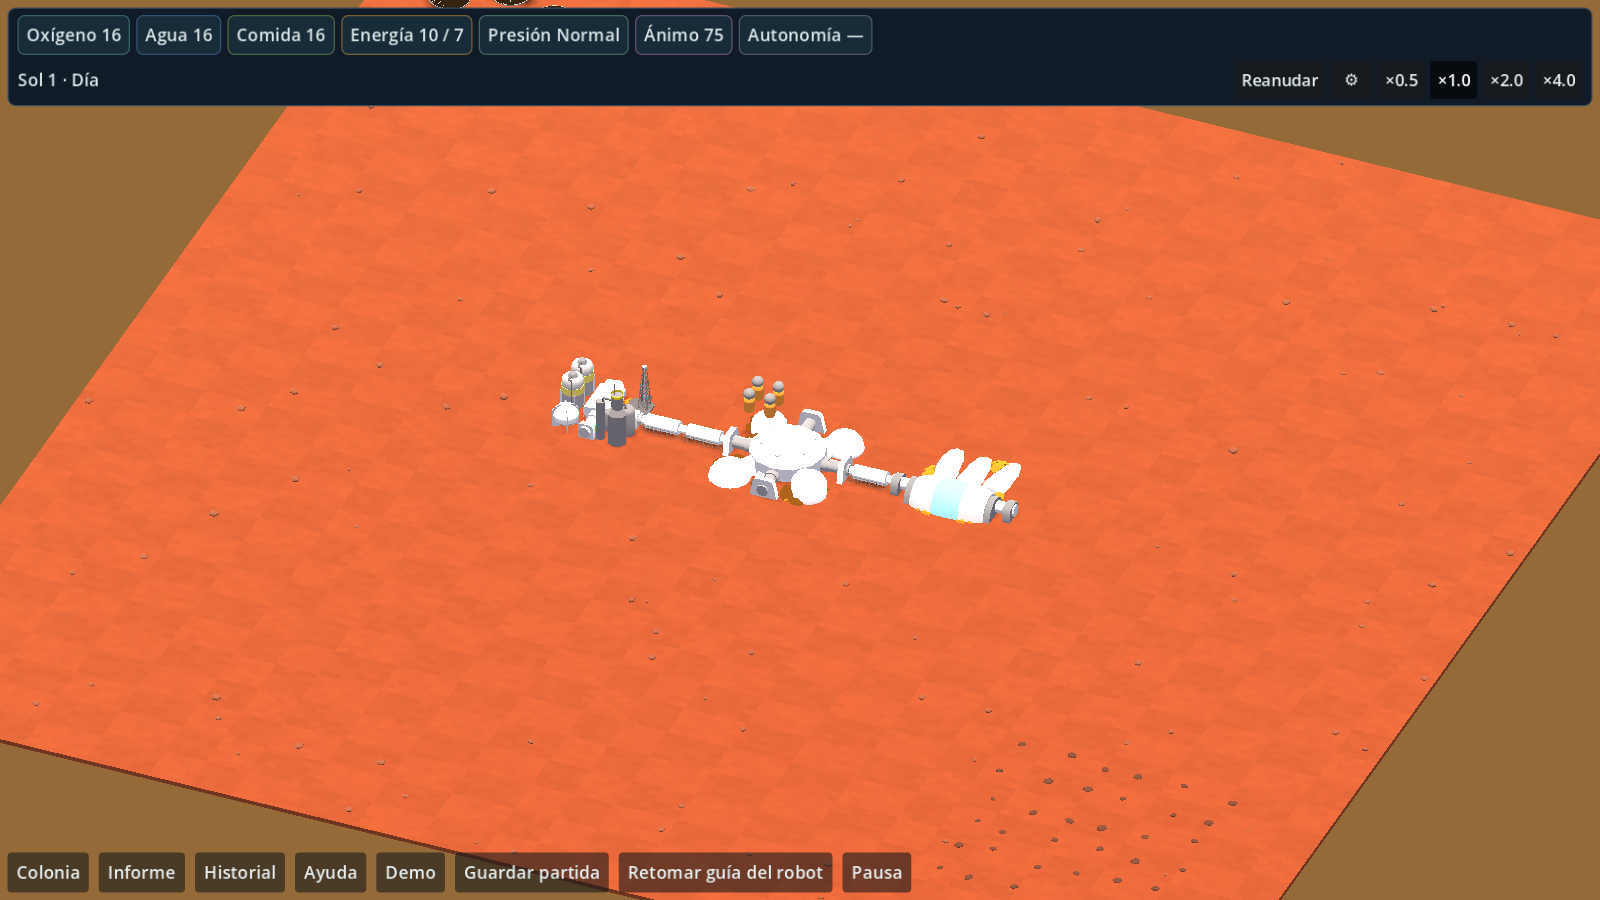 Oxígeno 16 Agua 16 Comida 16 Energía 10 / 7 Presión Normal Ánimo 75 Autonomía —
Sol 1 · Día Reanudar ⚙ ×0.5 ×1.0 ×2.0 ×4.0
Colonia Informe Historial Ayuda Demo Guardar partida Retomar guía del robot Pausa